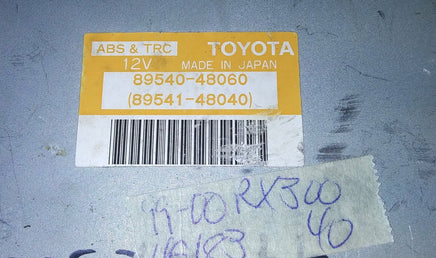 ABS & TRC TOYOTA
12V MADE IN JAPAN
89540-48060
(89541-48040)
99-00 RX300
40